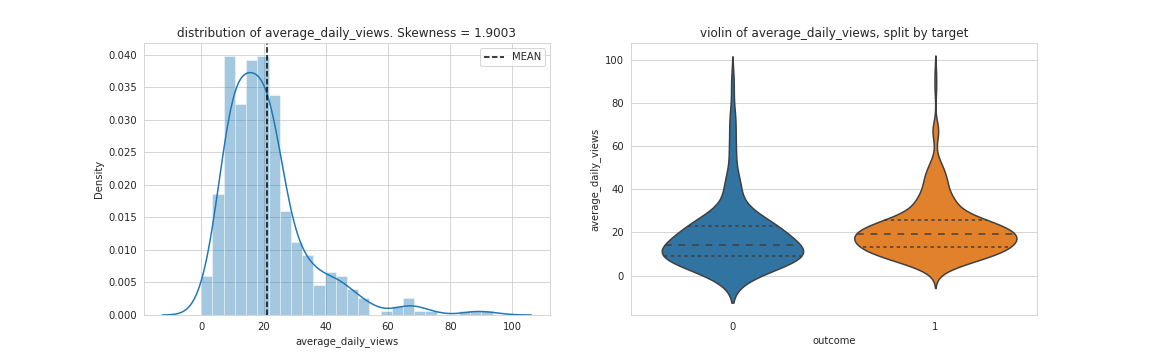 distribution of average_daily_views. Skewness = 1.9003
MEAN
0.040
0.035
0.030
0.025
0.020
0.015
0.010
0.005
0.000
Density
0 20 40 60 80 100
average_daily_views
violin of average_daily_views, split by target
100
80
60
40
20
0
average_daily_views
0 1
outcome